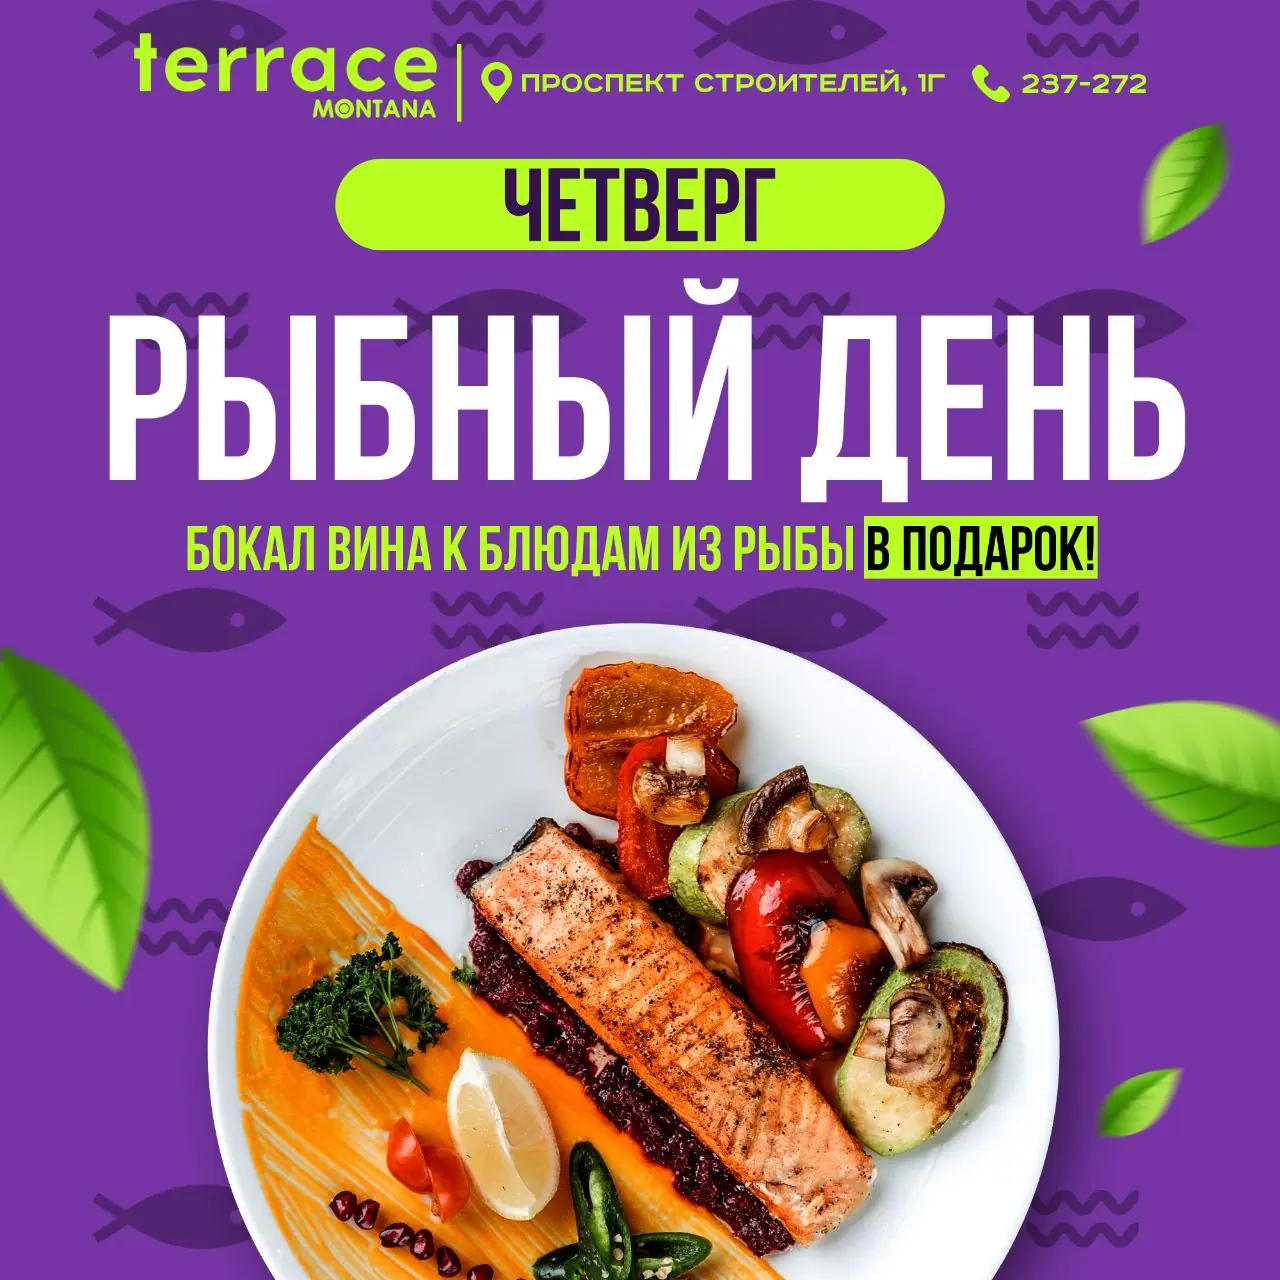 terrace
MONTANA
ПРОСПЕКТ СТРОИТЕЛЕЙ, 1Г
237-272
ЧЕТВЕРГ
РЫБНЫЙ ДЕНЬ
БОКАЛ ВИНА К БЛЮДАМ ИЗ РЫБЫ В ПОДАРОК!